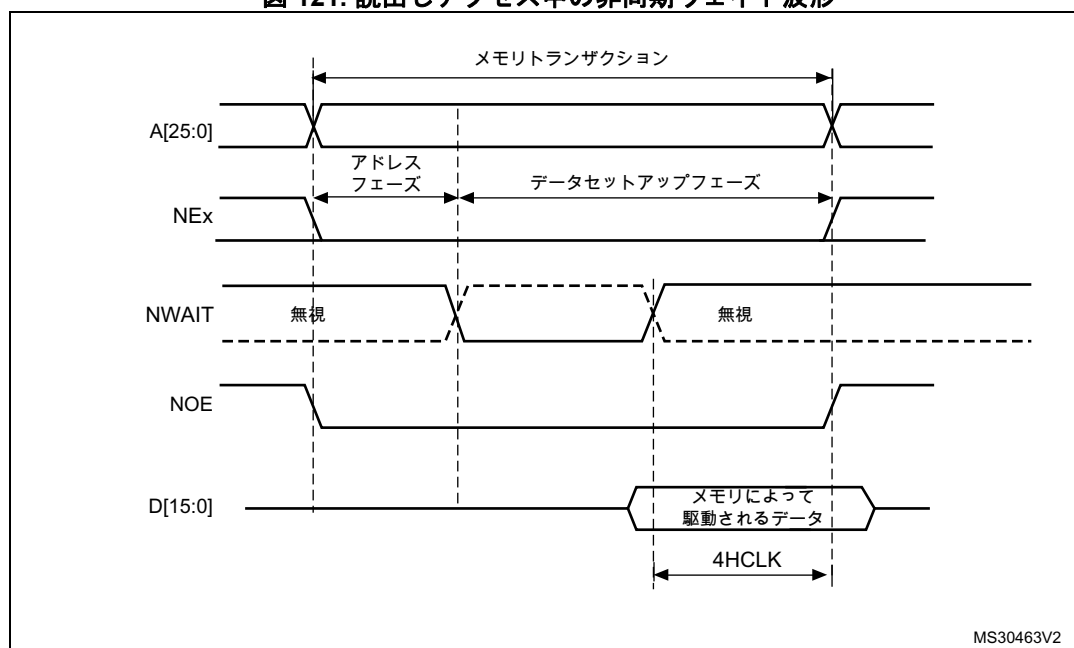 図 121. 読出しアクセス中の非同期ウェイト波形
メモリトランザクション
A[25:0]
アドレス
フェーズ
データセットアップフェーズ
NEx
NWAIT
無視
無視
NOE
D[15:0]
メモリによって
駆動されるデータ
4HCLK
MS30463V2